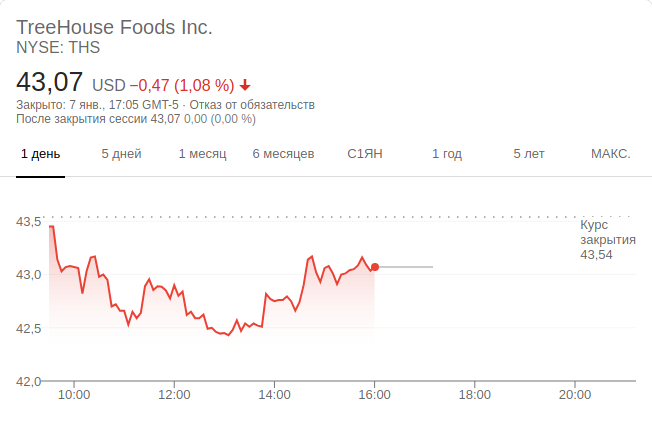 TreeHouse Foods Inc.
NYSE: THS
43,07 USD −0,47 (1,08 %)
Закрыто: 7 янв., 17:05 GMT-5 · Отказ от обязательств
После закрытия сессии 43,07 0,00 (0,00 %)
1 день 5 дней 1 месяц 6 месяцев С1ЯН 1 год 5 лет МАКС.
43,5
Курс
закрытия
43,54
43,0
42,5
42,0
10:00 12:00 14:00 16:00 18:00 20:00